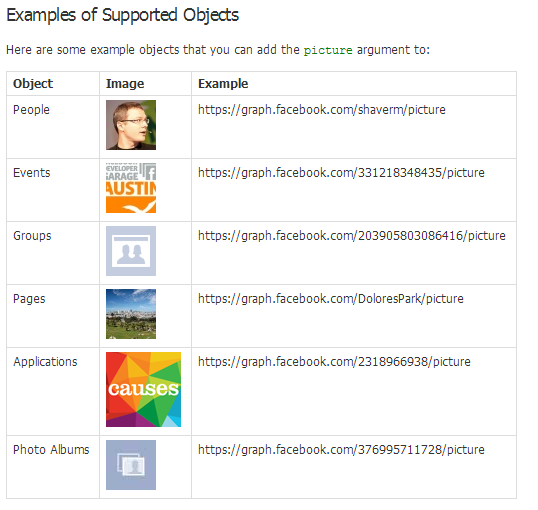 Examples of Supported Objects
Here are some example objects that you can add the picture argument to:
Object Image Example
People https://graph.facebook.com/shaverm/picture
Events https://graph.facebook.com/331218348435/picture
EVELOPER
ARAGE
AUSTIN
Groups https://graph.facebook.com/203905803086416/picture
Pages https://graph.facebook.com/DoloresPark/picture
Applications https://graph.facebook.com/2318966938/picture
causes
Photo Albums https://graph.facebook.com/376995711728/picture